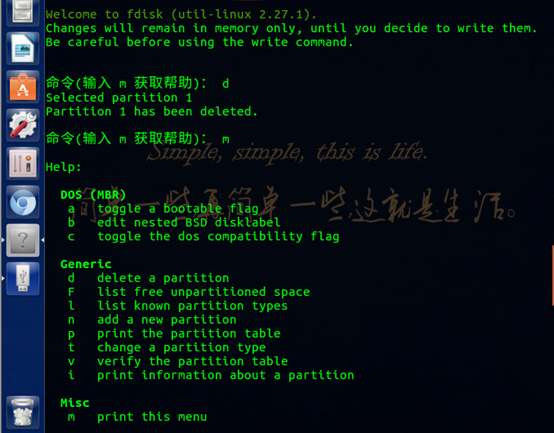 Welcome to fdisk (util-linux 2.27.1).
Changes will remain in memory only, until you decide to write them.
Be careful before using the write command.
命令(输入 m 获取帮助)： d
Selected partition 1
Partition 1 has been deleted.
命令(输入 m 获取帮助)： m
Simple, simple, this is life.
Help:
DOS (MBR)
a toggle a bootable flag
简单一些真简单一些这就是生活。
b edit nested BSD disklabel
c toggle the dos compatibility flag
Generic
d delete a partition
F list free unpartitioned space
l list known partition types
n add a new partition
p print the partition table
t change a partition type
v verify the partition table
i print information about a partition
Misc
m print this menu